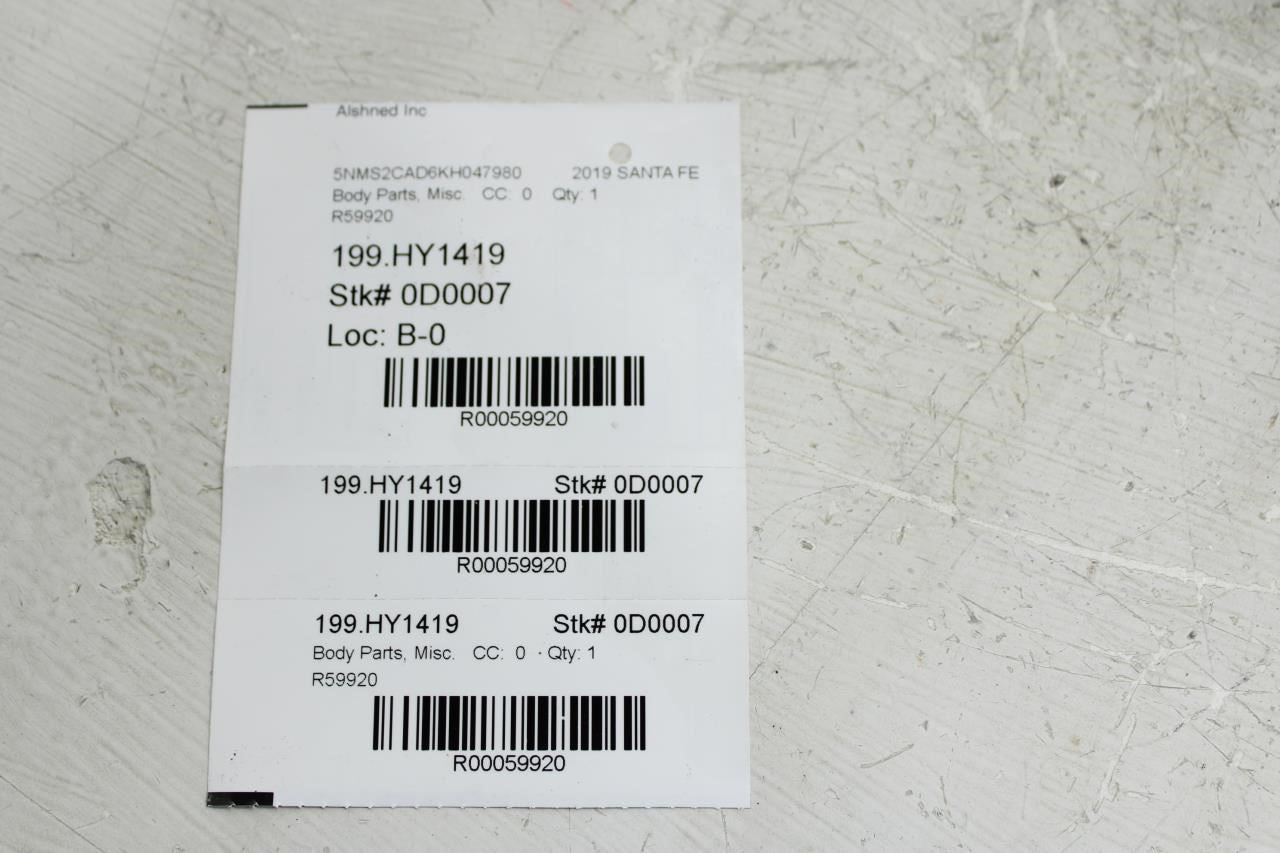 Alshned Inc
5NMS2CAD6KH047980 2019 SANTA FE
Body Parts, Misc. CC: 0 Qty: 1
R59920
199.HY1419
Stk# 0D0007
Loc: B-0
R00059920
199.HY1419 Stk# 0D0007
R00059920
199.HY1419 Stk# 0D0007
Body Parts, Misc. CC: 0 Qty: 1
R59920
R00059920